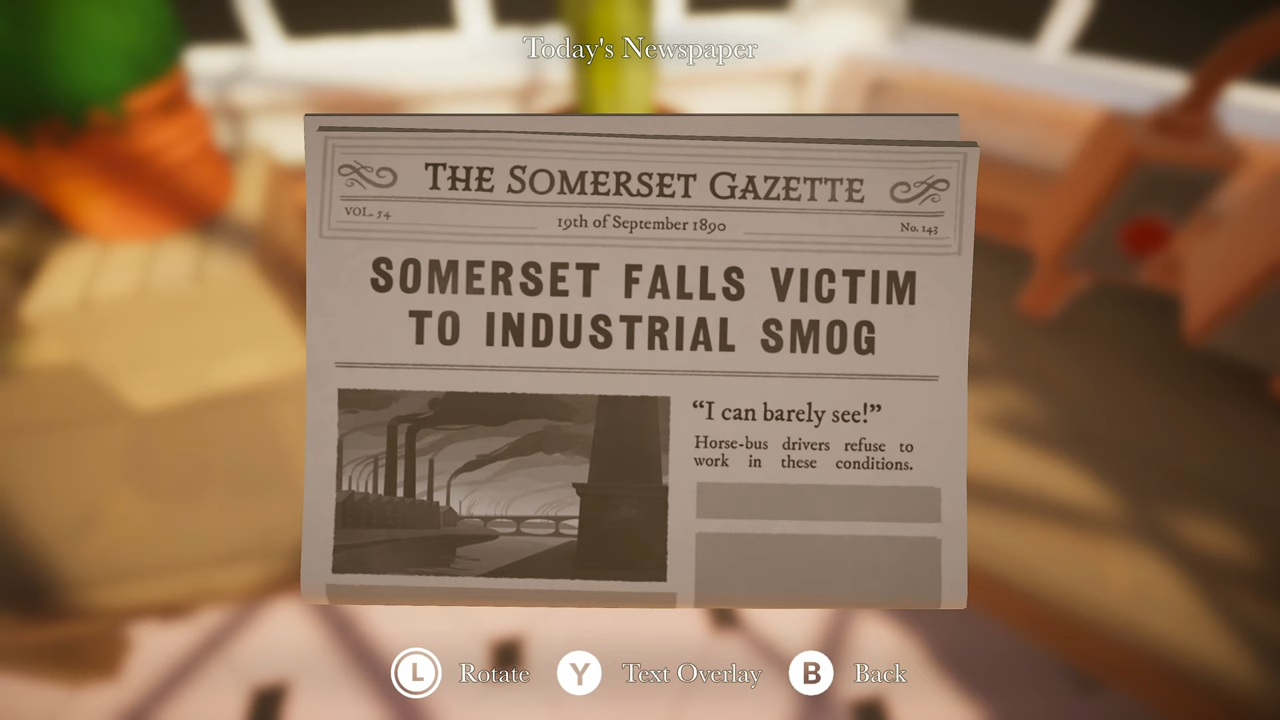 Today's Newspaper
THE SOMERSET GAZETTE
VOL. 54
19th of September 1890
No. 143
SOMERSET FALLS VICTIM
TO INDUSTRIAL SMOG
“I can barely see!”
Horse-bus drivers refuse to
work in these conditions.
L Rotate Y Text Overlay B Back